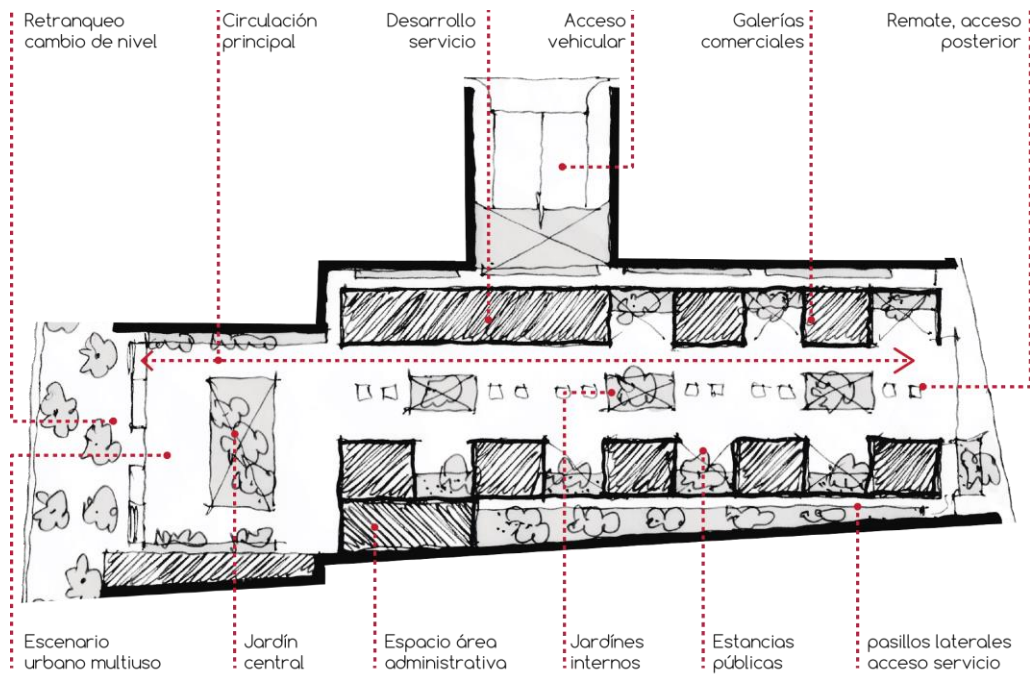 Retranqueo
cambio de nivel
Circulación
principal
Desarrollo
servicio
Acceso
vehicular
Galerías
comerciales
Remate, acceso
posterior
Escenario
urbano multiuso
Jardín
central
Espacio área
administrativa
Jardínes
internos
Estancias
públicas
pasillos laterales
acceso servicio